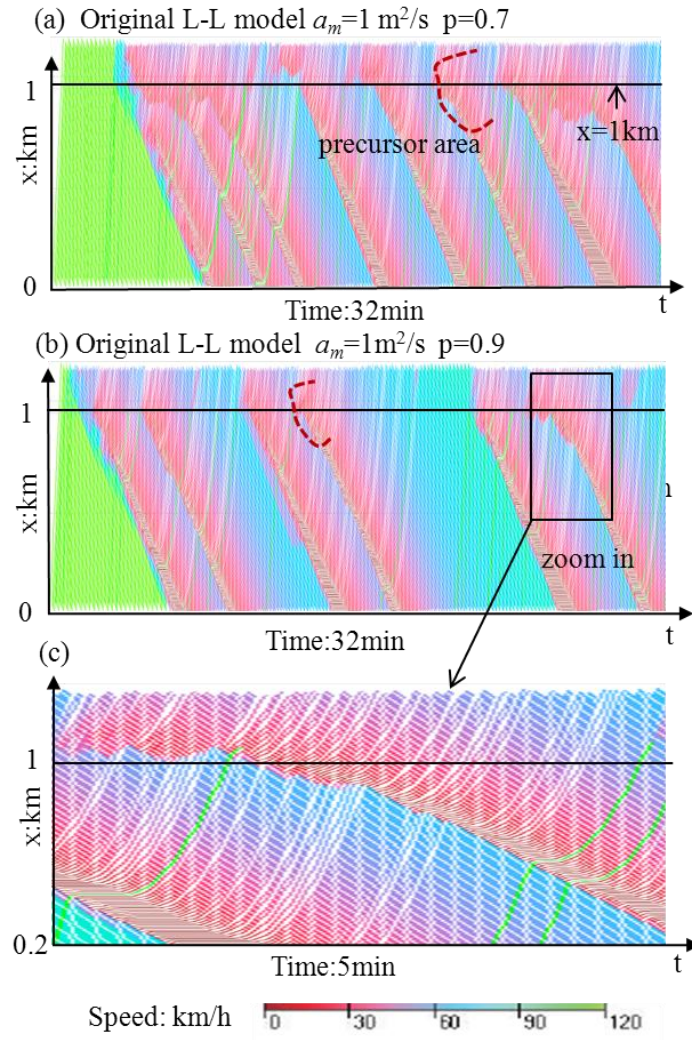 (a) Original L-L model aₘ=1 m²/s p=0.7
1
x:km
x=1km
precursor area
0
Time:32min
t
(b) Original L-L model aₘ=1m²/s p=0.9
1
x:km
zoom in
0
Time:32min
t
(c)
1
x:km
0.2
Time:5min
t
Speed: km/h
0 30 60 90 120